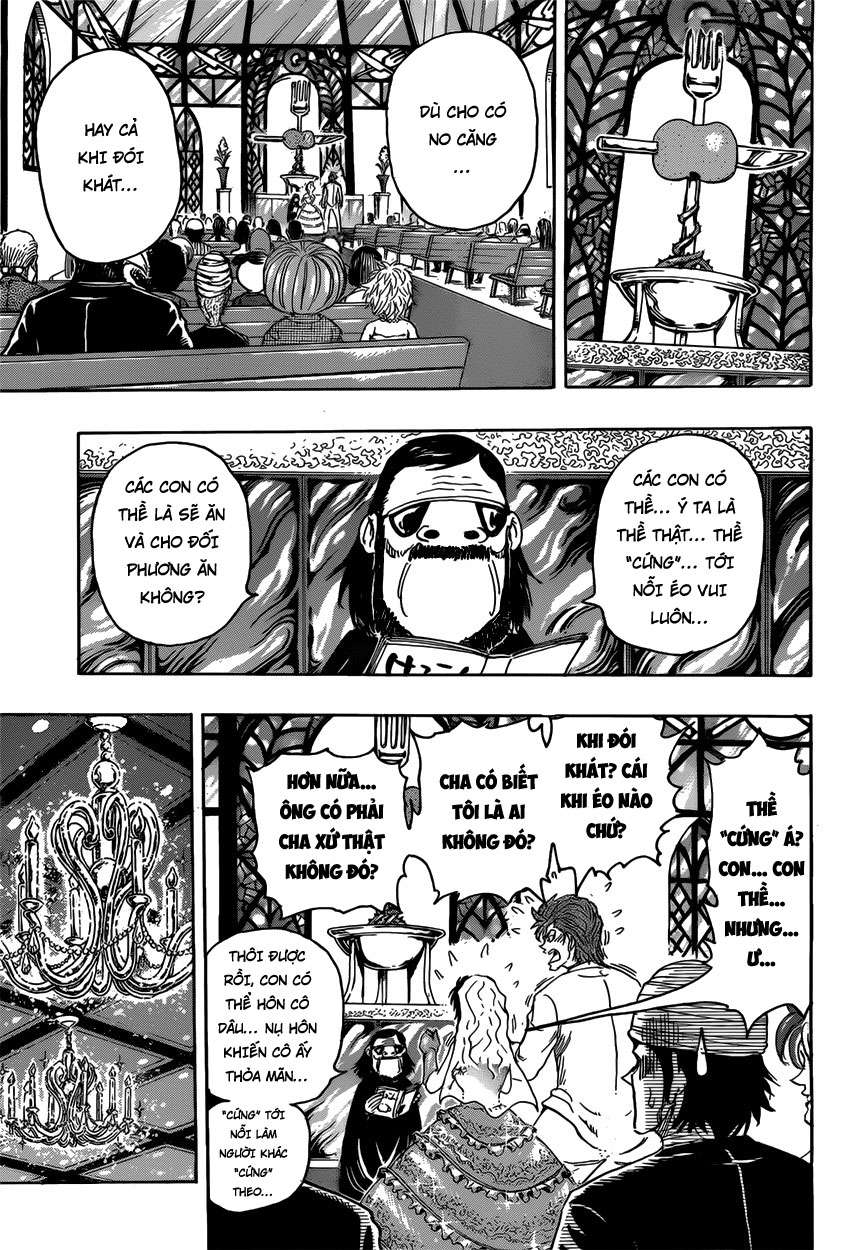 DÙ CHO CÓ
NO CĂNG
...
HAY CẢ
KHI ĐÓI
KHÁT...
CÁC CON CÓ
THỀ... Ý TA LÀ
THỀ THẬT... THỀ
"CỨNG"... TỚI
NỖI ÉO VUI
LUÔN...
CÁC CON CÓ
THỀ LÀ SẼ ĂN
VÀ CHO ĐỐI
PHƯƠNG ĂN
KHÔNG?
THỀ
"CỨNG" Á?
CON... CON
THỀ...
NHƯNG...
Ư...
KHI ĐÓI
KHÁT? CÁI
KHI ÉO NÀO
CHỨ?
CHA CÓ BIẾT
TÔI LÀ AI
KHÔNG ĐÓ?
HƠN NỮA...
ÔNG CÓ PHẢI
CHA XỨ THẬT
KHÔNG ĐÓ?
THÔI ĐƯỢC
RỒI, CON CÓ
THỂ HÔN CÔ
DÂU... NỤ HÔN
KHIẾN CÔ ẤY
THỎA MÃN...
"CỨNG" TỚI
NỖI LÀM
NGƯỜI KHÁC
"CỨNG"
THEO...